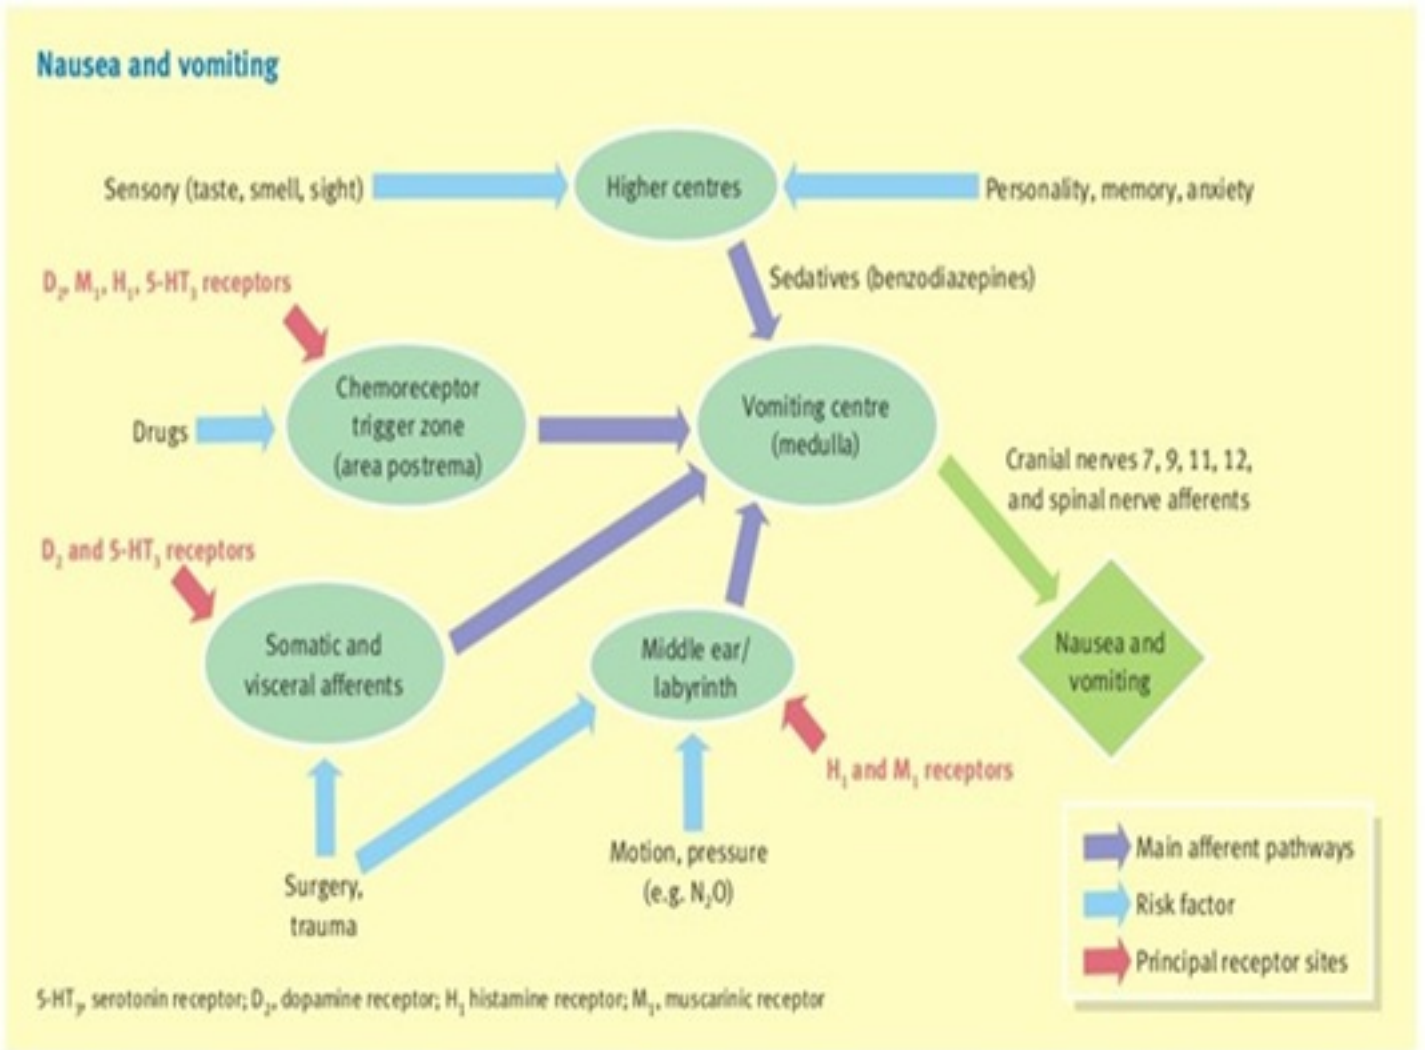 Nausea and vomiting
Sensory (taste, smell, sight)
Higher centres
Personality, memory, anxiety
D₂, M₁, H₁, 5-HT₃ receptors
Sedatives (benzodiazepines)
Drugs
Chemoreceptor
trigger zone
(area postrema)
Vomiting centre
(medulla)
Cranial nerves 7, 9, 11, 12,
and spinal nerve afferents
D₂ and 5-HT₃ receptors
Somatic and
visceral afferents
Middle ear/
labyrinth
Nausea and
vomiting
H₁ and M₁ receptors
Surgery,
trauma
Motion, pressure
(e.g. N₂O)
Main afferent pathways
Risk factor
Principal receptor sites
5-HT₃, serotonin receptor; D₂, dopamine receptor; H₁ histamine receptor; M₁, muscarinic receptor